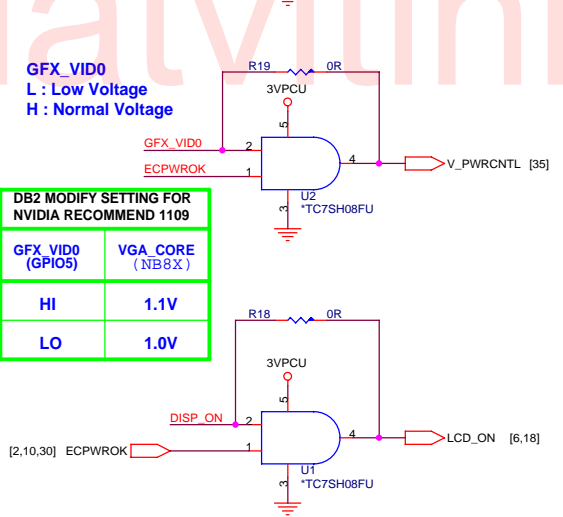 GFX_VID0
L : Low Voltage
H : Normal Voltage
R19 0R
3VPCU
5
GFX_VID0 2
ECPWROK 1
4 V_PWRCNTL [35]
U2
3 *TC7SH08FU
DB2 MODIFY SETTING FOR
NVIDIA RECOMMEND 1109
GFX_VID0 VGA_CORE
(GPIO5) (NB8X)
HI 1.1V
LO 1.0V
R18 0R
3VPCU
5
DISP_ON 2
[2,10,30] ECPWROK 1
4 LCD_ON [6,18]
U1
3 *TC7SH08FU